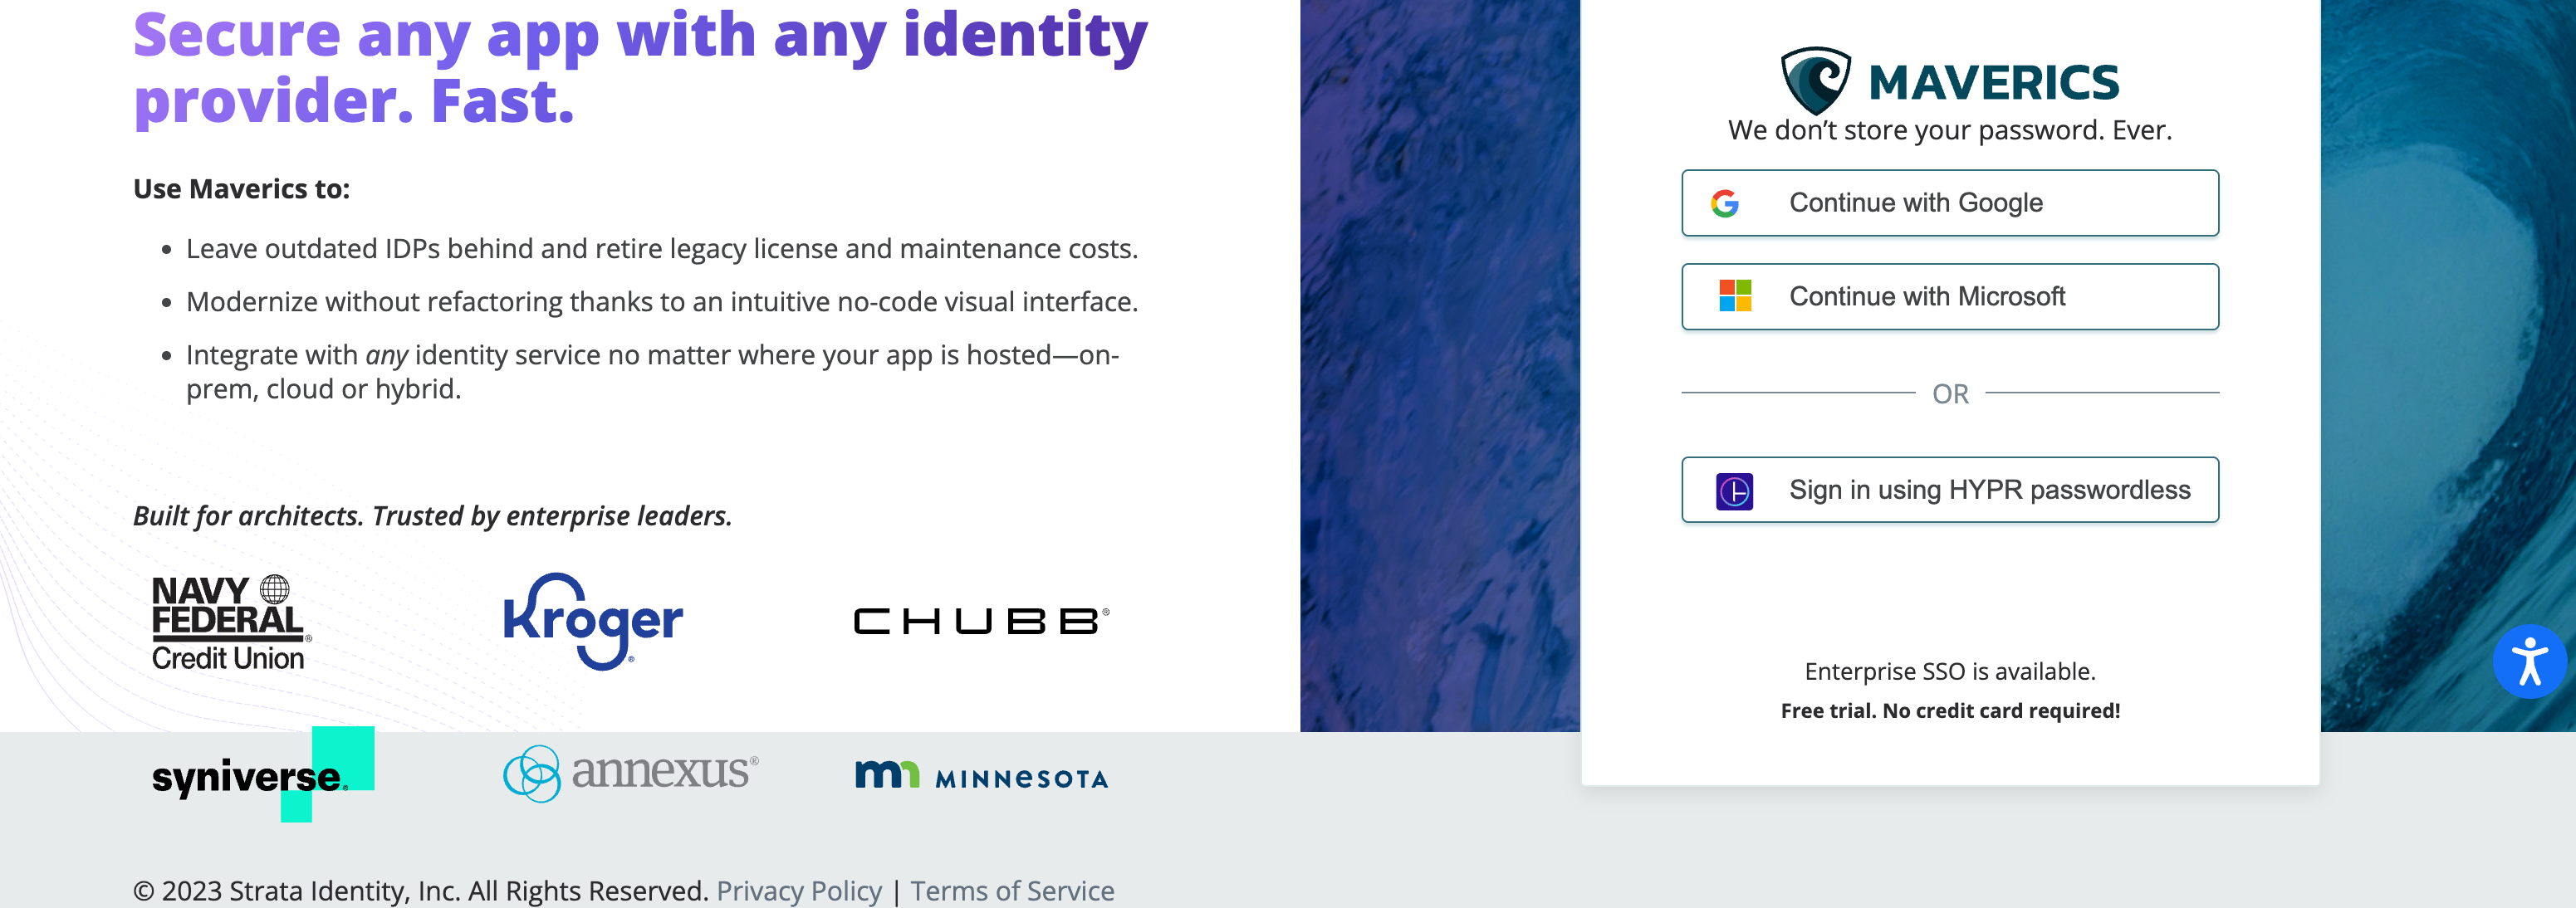 Secure any app with any identity
provider. Fast.
Use Maverics to:
• Leave outdated IDPs behind and retire legacy license and maintenance costs.
• Modernize without refactoring thanks to an intuitive no-code visual interface.
• Integrate with any identity service no matter where your app is hosted—on-
prem, cloud or hybrid.
Built for architects. Trusted by enterprise leaders.
NAVY
FEDERAL®
Credit Union
Kroger®
CHUBB®
syniverse®
annexus®
mn MINNESOTA
© 2023 Strata Identity, Inc. All Rights Reserved. Privacy Policy | Terms of Service
MAVERICS
We don’t store your password. Ever.
Continue with Google
Continue with Microsoft
OR
Sign in using HYPR passwordless
Enterprise SSO is available.
Free trial. No credit card required!